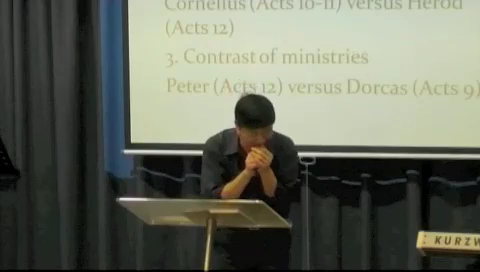 Cornelius (Acts 10-11) versus Herod
(Acts 12)
3. Contrast of ministries
Peter (Acts 12) versus Dorcas (Acts 9)
KURZW